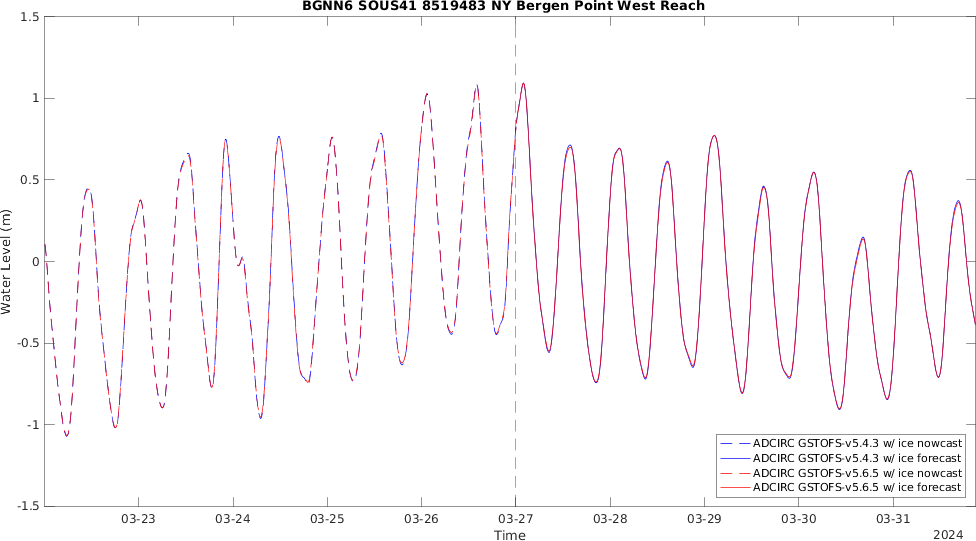 BGNN6 SOUS41 8519483 NY Bergen Point West Reach
1.5
1
0.5
0
-0.5
-1
-1.5
Water Level (m)
ADCIRC GSTOFS-v5.4.3 w/ ice nowcast
ADCIRC GSTOFS-v5.4.3 w/ ice forecast
ADCIRC GSTOFS-v5.6.5 w/ ice nowcast
ADCIRC GSTOFS-v5.6.5 w/ ice forecast
03-23 03-24 03-25 03-26 03-27 03-28 03-29 03-30 03-31
Time
2024